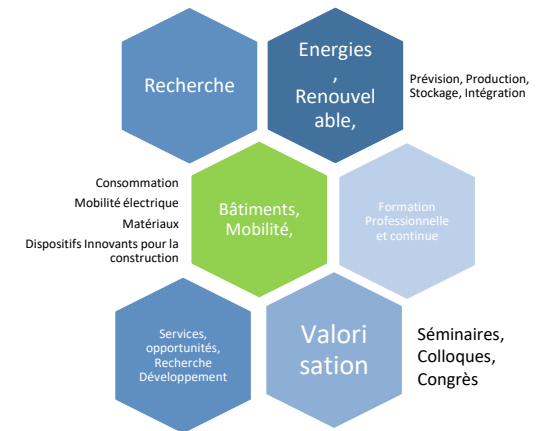 Recherche
Energies
,
Renouvel
able,
Prévision, Production,
Stockage, Intégration
Consommation
Mobilité électrique
Matériaux
Dispositifs Innovants pour la
construction
Bâtiments,
Mobilité,
Formation
Professionnelle
et continue
Services,
opportunités,
Recherche
Développement
Valori
sation
Séminaires,
Colloques,
Congrès